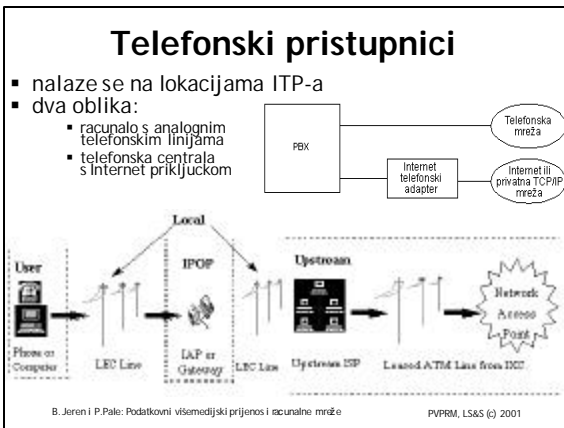 Telefonski pristupnici
▪ nalaze se na lokacijama ITP-a
▪ dva oblika:
▪ racunalo s analognim
telefonskim linijama
▪ telefonska centrala
s Internet prikljuckom
PBX
Telefonska
mreža
Internet
telefonski
adapter
Internet ili
privatna TCP/IP
mreža
Local
User
IPOP
Upstream
Network
Access
Point
Phone or
Computer
LEC Line
IAP or
Gateway
LEC Line
Upstream ISP
Leased ATM Line from IXC
B. Jeren i P.Pale: Podatkovni višemedijski prijenos i racunalne mreže
PVPRM, LS&S (c) 2001